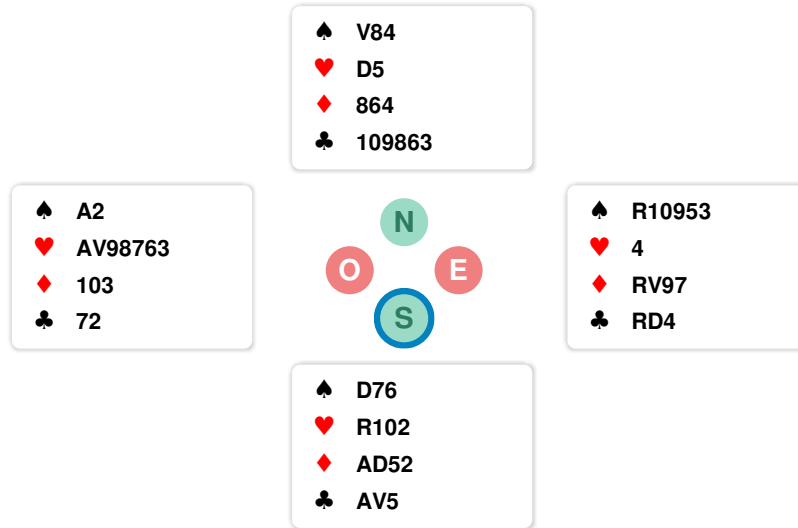 ♠ V84
♥ D5
♦ 864
♣ 109863
♠ A2
♥ AV98763
♦ 103
♣ 72
N
O E
S
♠ R10953
♥ 4
♦ RV97
♣ RD4
♠ D76
♥ R102
♦ AD52
♣ AV5